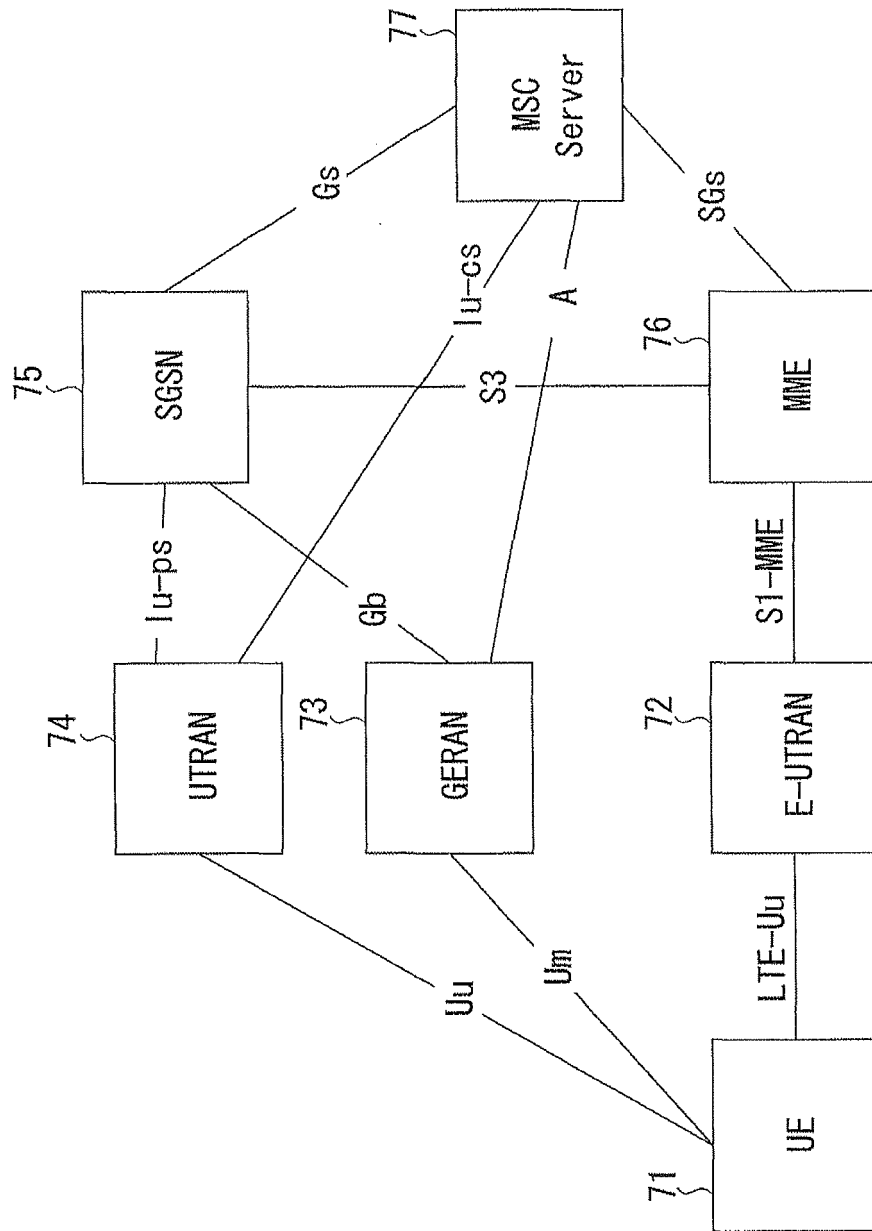 75
SGSN
Gs
77
MSC
Server
74
UTRAN
Iu-ps
Iu-cs
73
GERAN
Gb
A
S3
Uu
Um
SGs
71
UE
LTE-Uu
72
E-UTRAN
S1-MME
76
MME